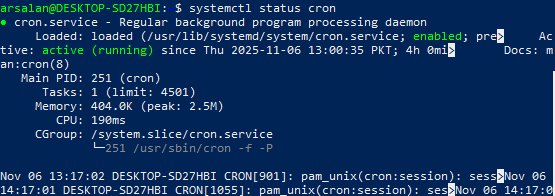 arsalan@DESKTOP-SD27HBI: $ systemctl status cron
● cron.service - Regular background program processing daemon
     Loaded: loaded (/usr/lib/systemd/system/cron.service; enabled; pre>     Ac
tive: active (running) since Thu 2025-11-06 13:00:35 PKT; 4h 0mi>       Docs: m
an:cron(8)
   Main PID: 251 (cron)
      Tasks: 1 (limit: 4501)
     Memory: 404.0K (peak: 2.5M)
        CPU: 190ms
     CGroup: /system.slice/cron.service
             └─251 /usr/sbin/cron -f -P
Nov 06 13:17:02 DESKTOP-SD27HBI CRON[901]: pam_unix(cron:session): sess>Nov 06
14:17:01 DESKTOP-SD27HBI CRON[1055]: pam_unix(cron:session): ses>Nov 06 14:17:0